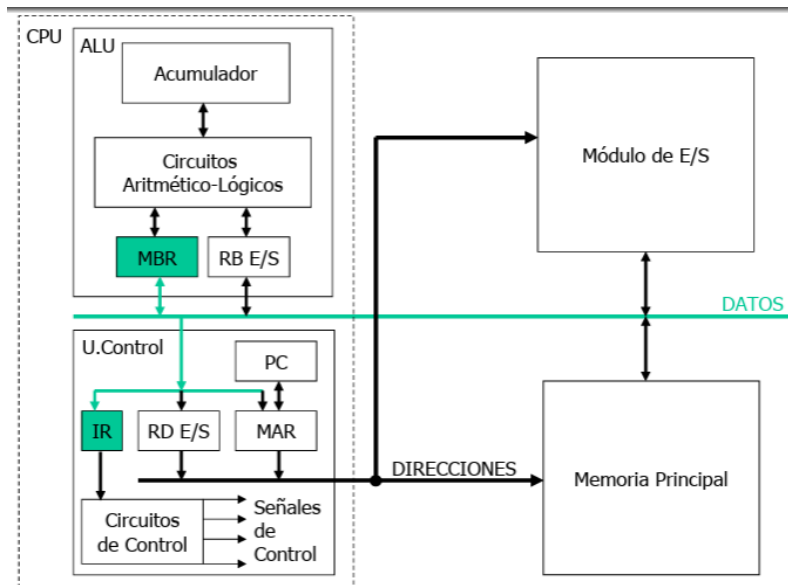 CPU
ALU
Acumulador
Circuitos
Aritmético-Lógicos
MBR
RB E/S
Módulo de E/S
DATOS
U.Control
PC
IR
RD E/S
MAR
DIRECCIONES
Memoria Principal
Circuitos
de Control
Señales
de
Control